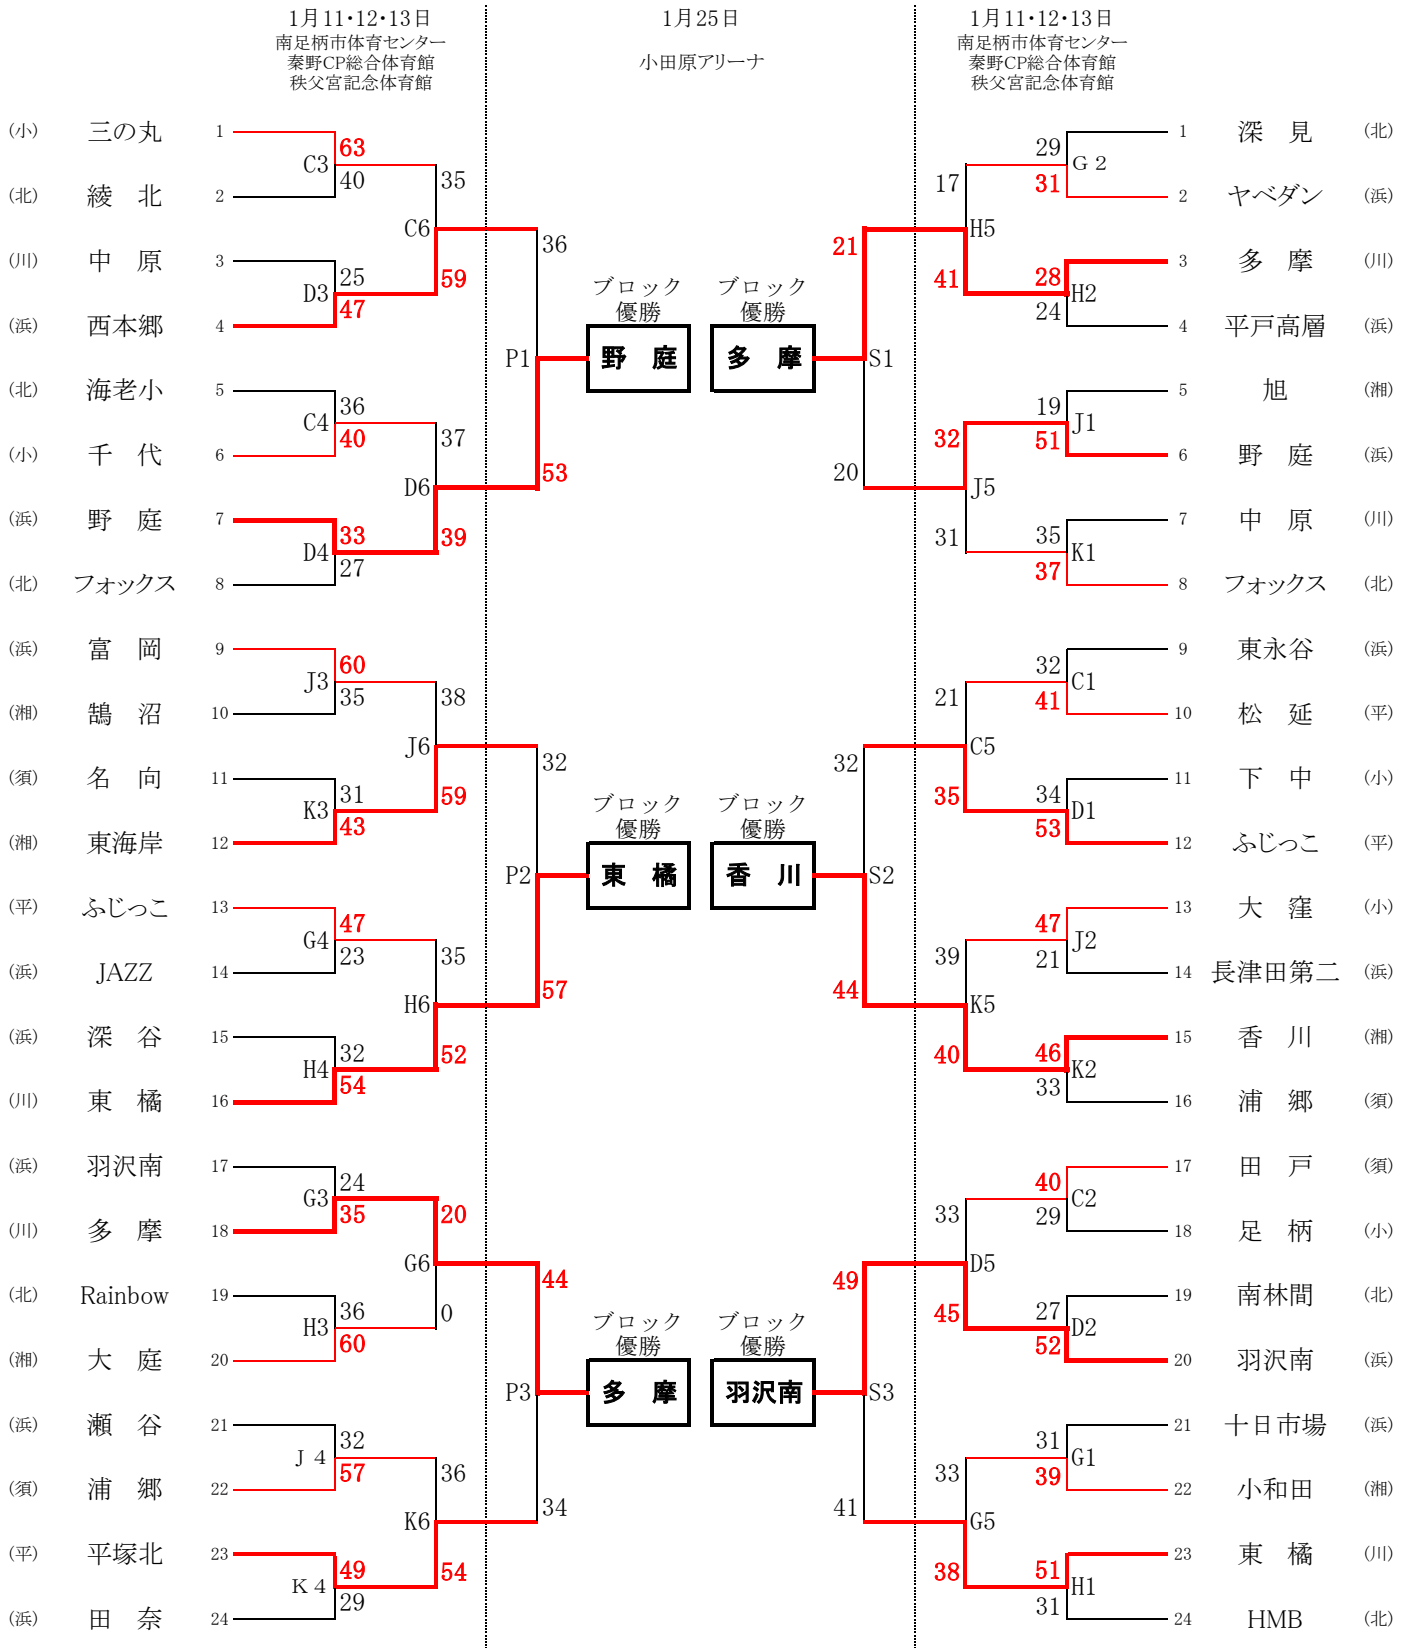 1月11・12・13日 1月25日 1月11・12・13日
南足柄市体育センター 南足柄市体育センター
秦野CP総合体育館 小田原アリーナ 秦野CP総合体育館
秩父宮記念体育館 秩父宮記念体育館
(小) 三の丸 1 1 深 見 (北)
63 29
C3 G 2
40 35 17 31
(北) 綾 北 2 2 ヤベダン (浜)
C6 H5
36 21
(川) 中 原 3 3 多 摩 (川)
25 59 41 28
D3 H2
47 24
ブロック ブロック
優勝 優勝
(浜) 西本郷 4 4 平戸高層 (浜)
P1 野 庭 多 摩 S1
(北) 海老小 5 5 旭 (湘)
36 19
C4 J1
40 37 32 51
(小) 千 代 6 6 野 庭 (浜)
53 20
D6 J5
(浜) 野 庭 7 7 中 原 (川)
33 39 31 35
D4 K1
27 37
(北) フォックス 8 8 フォックス (北)
(浜) 富 岡 9 9 東永谷 (浜)
60 32
J3 C1
35 38 21 41
(湘) 鵠 沼 10 10 松 延 (平)
J6 C5
32 32
(須) 名 向 11 11 下 中 (小)
31 59 35 34
K3 D1
43 53
ブロック ブロック
優勝 優勝
(湘) 東海岸 12 12 ふじっこ (平)
P2 東 橘 香 川 S2
(平) ふじっこ 13 13 大 窪 (小)
47 47
G4 J2
23 35 39 21
(浜) JAZZ 14 14 長津田第二 (浜)
57 44
H6 K5
(浜) 深 谷 15 15 香 川 (湘)
32 52 40 46
H4 K2
54 33
(川) 東 橘 16 16 浦 郷 (須)
(浜) 羽沢南 17 17 田 戸 (須)
24 40
G3 C2
35 20 33 29
(川) 多 摩 18 18 足 柄 (小)
G6 D5
44 49
(北) Rainbow 19 19 南林間 (北)
36 0 45 27
H3 D2
60 52
ブロック ブロック
優勝 優勝
(湘) 大 庭 20 20 羽沢南 (浜)
P3 多 摩 羽沢南 S3
(浜) 瀬 谷 21 21 十日市場 (浜)
32 31
J 4 G1
57 36 33 39
(須) 浦 郷 22 22 小和田 (湘)
34 41
K6 G5
(平) 平塚北 23 23 東 橘 (川)
49 54 38 51
K 4 H1
29 31
(浜) 田 奈 24 24 HMB (北)